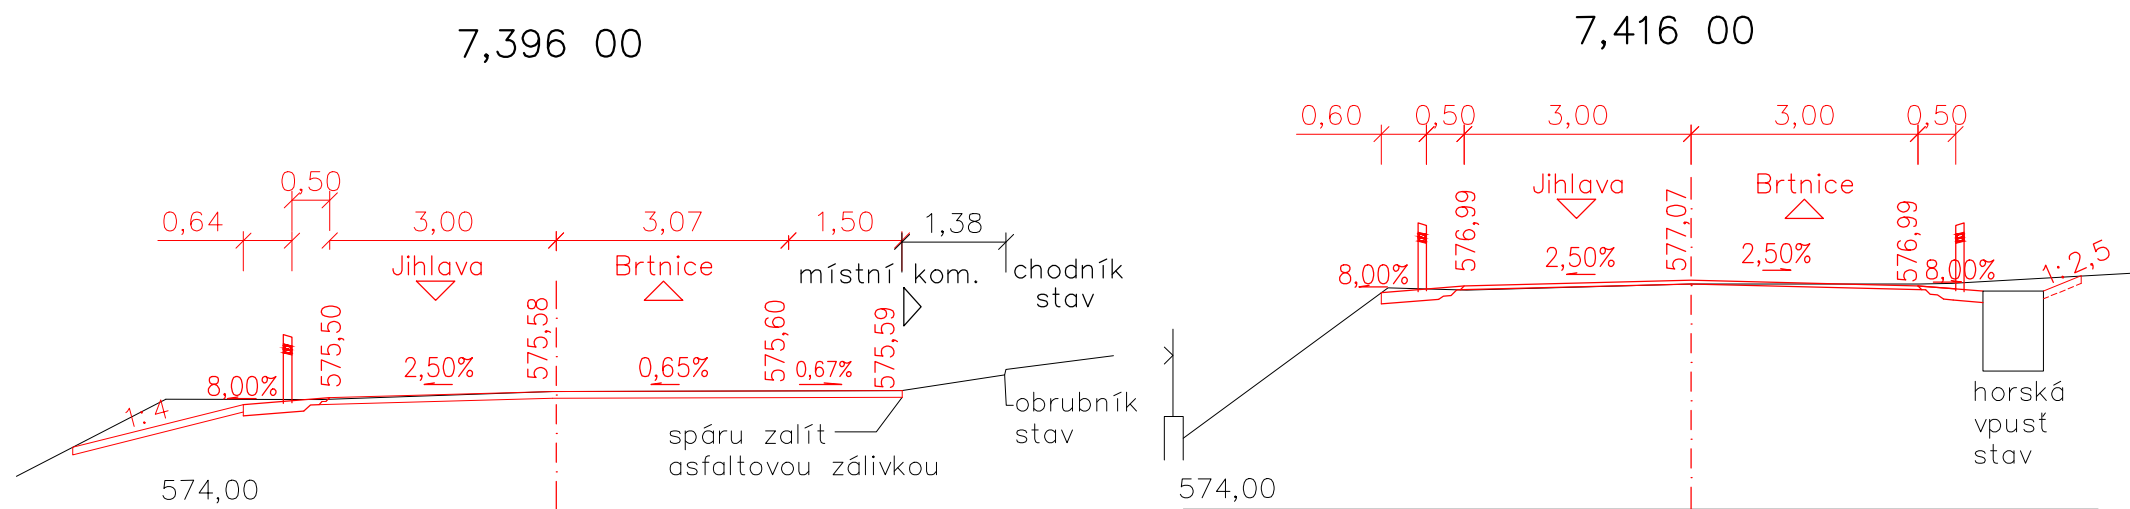 7,396 00
0,50
0,64 3,00 3,07 1,50 1,38
Jihlava Brtnice místní kom. chodník
stav
575,50 575,58 575,60 575,59
8,00% 2,50% 0,65% 0,67%
1:4
obrubník
stav
spáru zalít
asfaltovou zálivkou
574,00
7,416 00
0,60 0,50 3,00 3,00 0,50
Jihlava Brtnice
576,99 577,07 576,99
8,00% 2,50% 2,50% 8,00% 1:2,5
horská
vpusť
stav
574,00